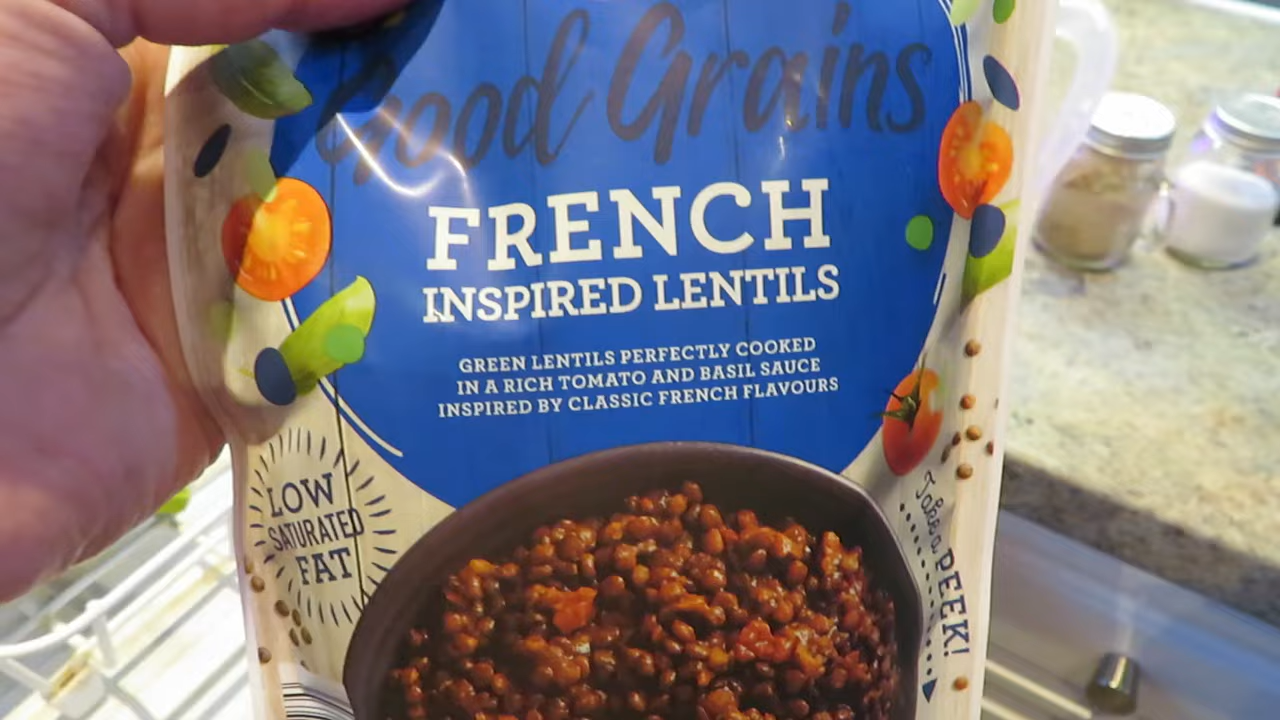 Good Grains
FRENCH
INSPIRED LENTILS
GREEN LENTILS PERFECTLY COOKED
IN A RICH TOMATO AND BASIL SAUCE
INSPIRED BY CLASSIC FRENCH FLAVOURS
LOW
SATURATED
FAT
Take a PEEK!